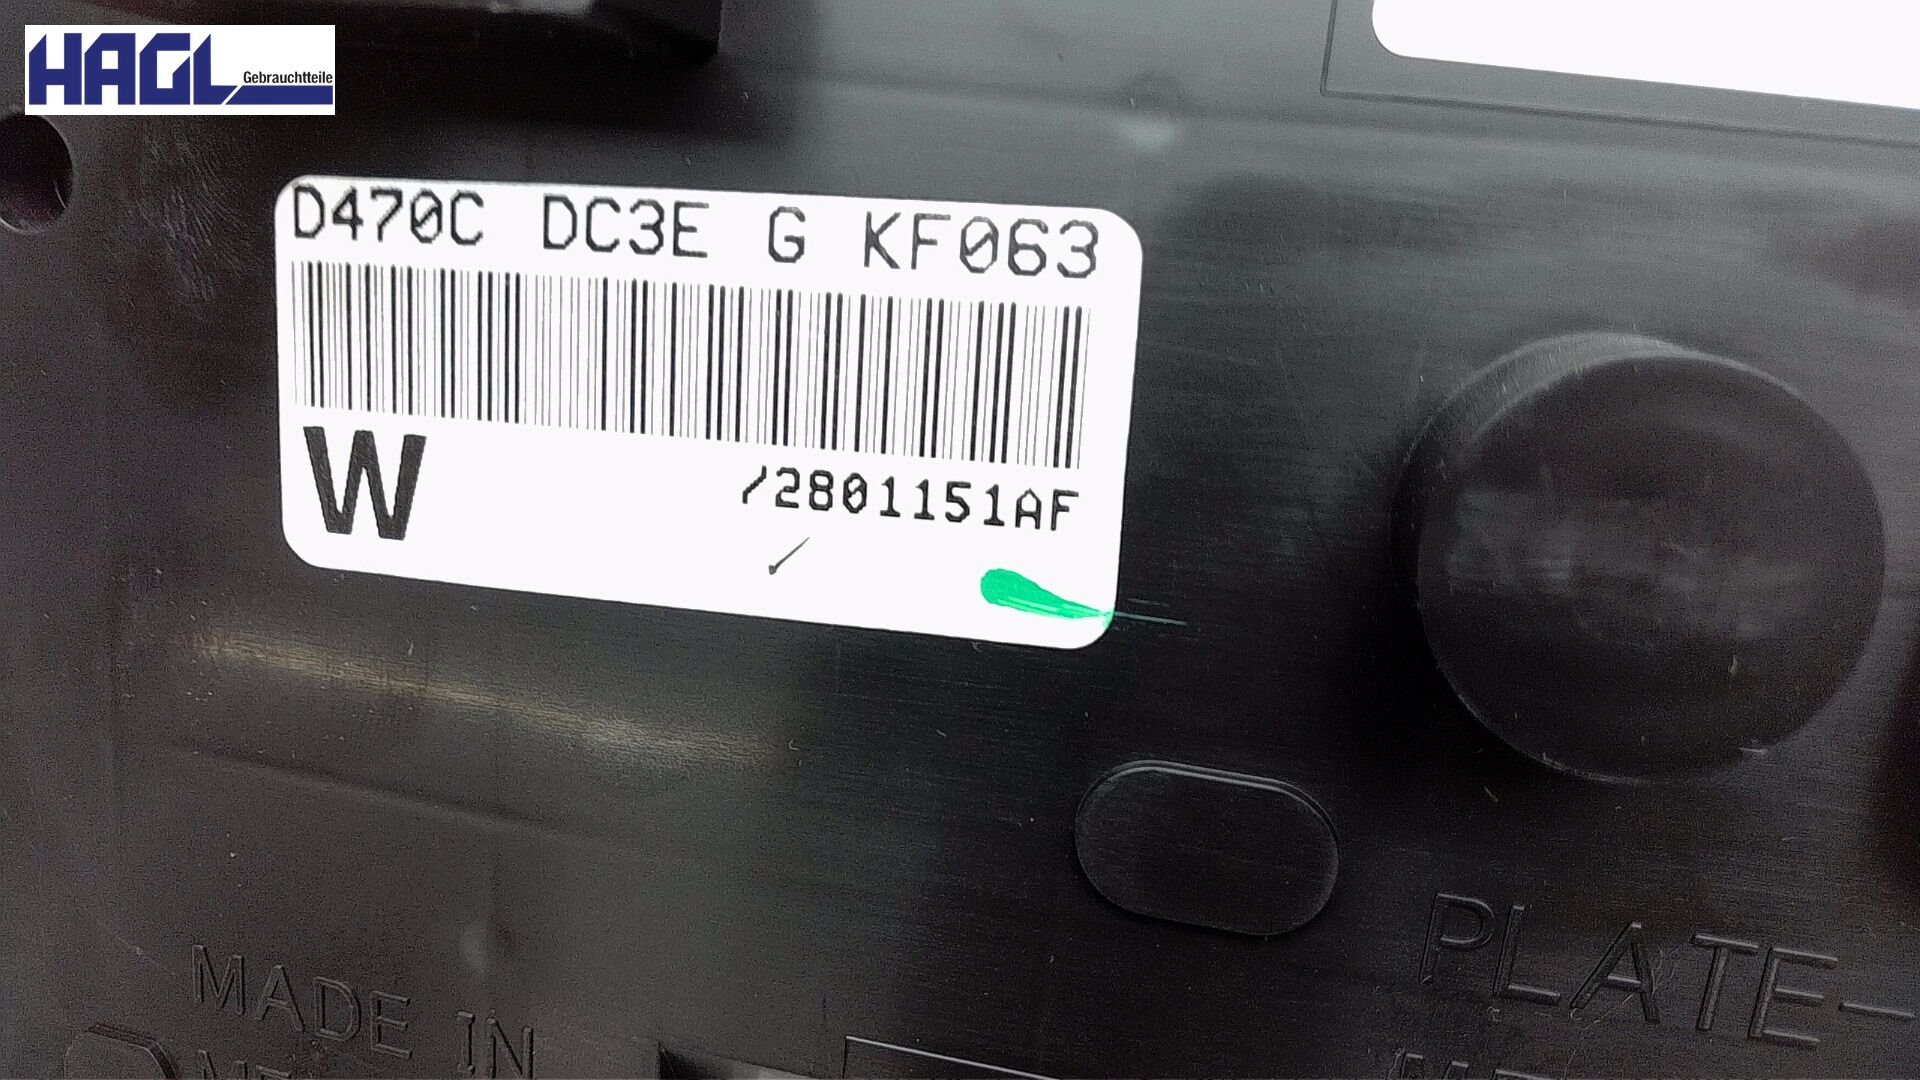 HAGL
Gebrauchtteile
D470C DC3E G KF063
W
/2801151AF
PLATE-
MADE IN